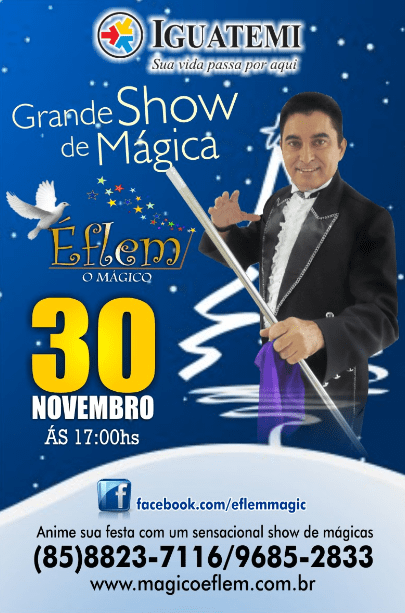 IGUATEMI
Sua vida passa por aqui
Grande Show
de Mágica
Éflem
O MÁGICO
30
NOVEMBRO
ÁS 17:00hs
f facebook.com/eflemmagic
Anime sua festa com um sensacional show de mágicas
(85)8823-7116/9685-2833
www.magicoeflem.com.br